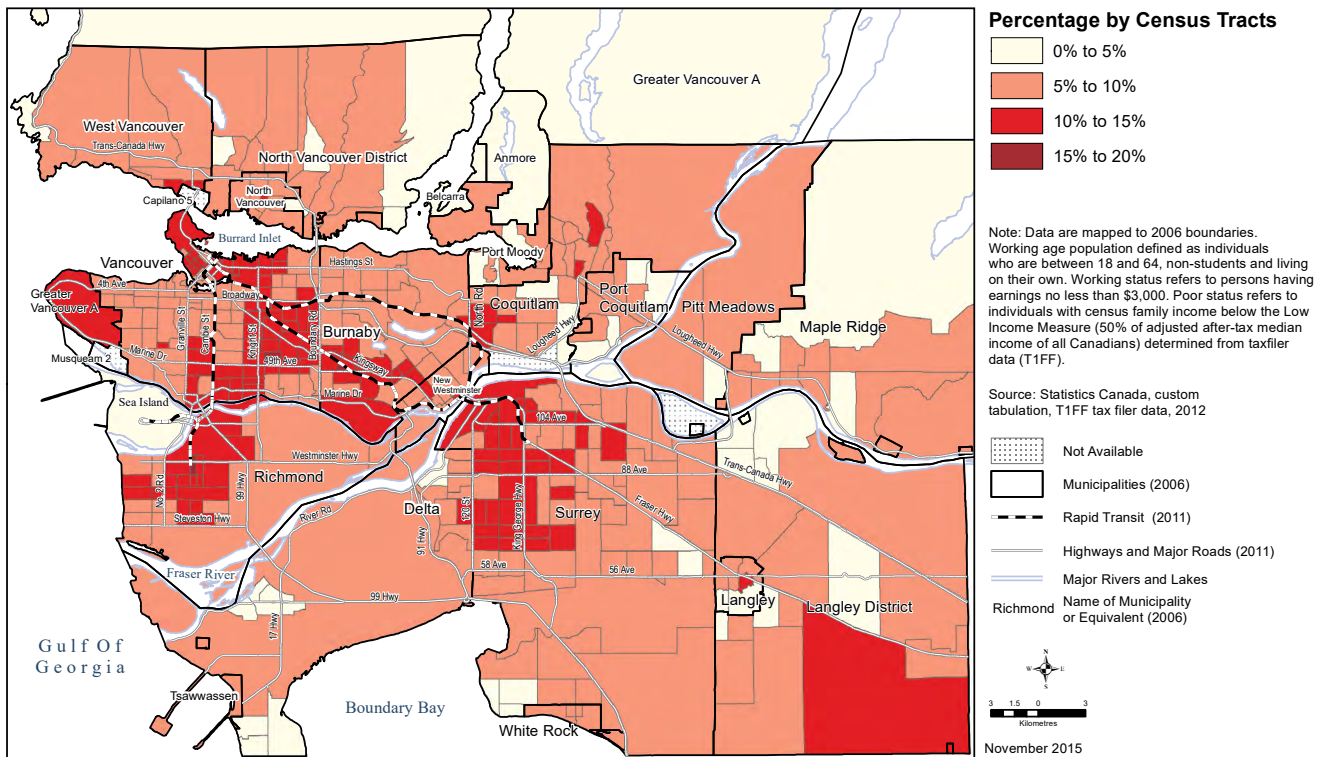 Percentage by Census Tracts
0% to 5%
5% to 10%
10% to 15%
15% to 20%
Note: Data are mapped to 2006 boundaries.
Working age population defined as individuals
who are between 18 and 64, non-students and living
on their own. Working status refers to persons having
earnings no less than $3,000. Poor status refers to
individuals with census family income below the Low
Income Measure (50% of adjusted after-tax median
income of all Canadians) determined from taxfiler
data (T1FF).
Source: Statistics Canada, custom
tabulation, T1FF tax filer data, 2012
Not Available
Municipalities (2006)
Rapid Transit (2011)
Highways and Major Roads (2011)
Major Rivers and Lakes
Richmond
Name of Municipality
or Equivalent (2006)
N
W
E
S
3 1.5 0 3
Kilometres
November 2015
Greater Vancouver A
West Vancouver
Trans-Canada Hwy
North Vancouver District
Anmore
Capilano 5
North
Vancouver
Belcarra
Burrard Inlet
Port Moody
Vancouver
Hastings St
4th Ave
Broadway
Greater
Vancouver A
Granville St
Cambie St
Knight St
Boundary Rd
Burnaby
North Rd
Coquitlam
Port
Coquitlam
Pitt Meadows
Lougheed Hwy
Lougheed Hwy
Maple Ridge
Musqueam 2
Marine Dr
49th Ave
Kingsway
New
Westminster
Marine Dr
Sea Island
104 Ave
Westminster Hwy
Richmond
No. 2 Rd
99 Hwy
88 Ave
Trans-Canada Hwy
Steveston Hwy
River Rd
Delta
91 Hwy
120 St
King George Hwy
Surrey
Fraser Hwy
Fraser River
58 Ave
56 Ave
99 Hwy
17 Hwy
Langley
Langley District
Gulf Of
Georgia
Tsawwassen
Boundary Bay
White Rock